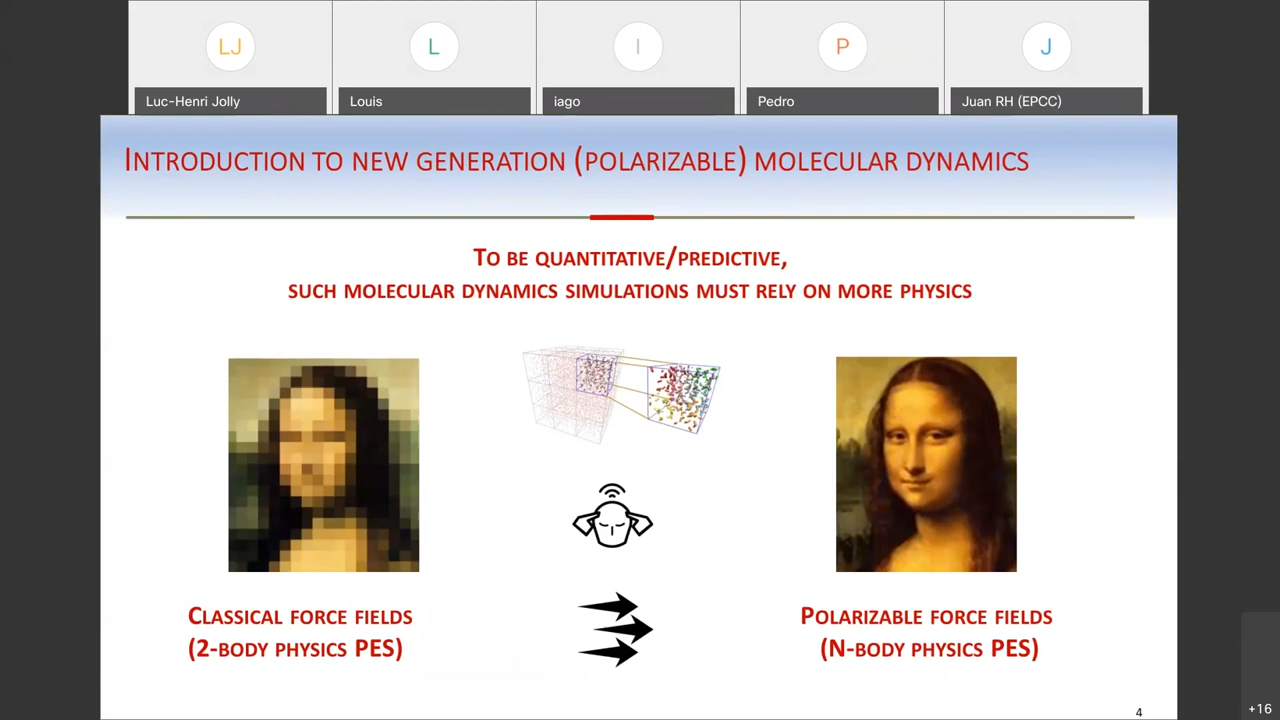 LJ
L
I
P
J
Luc-Henri Jolly
Louis
iago
Pedro
Juan RH (EPCC)
INTRODUCTION TO NEW GENERATION (POLARIZABLE) MOLECULAR DYNAMICS
TO BE QUANTITATIVE/PREDICTIVE,
SUCH MOLECULAR DYNAMICS SIMULATIONS MUST RELY ON MORE PHYSICS
CLASSICAL FORCE FIELDS
(2-BODY PHYSICS PES)
POLARIZABLE FORCE FIELDS
(N-BODY PHYSICS PES)
4
+16